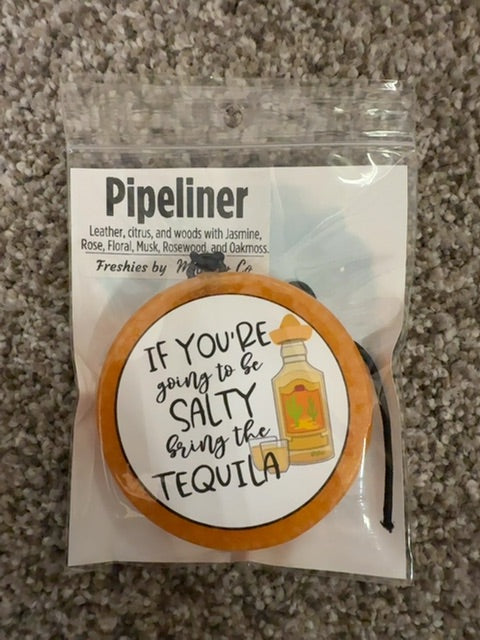 Pipeliner
Leather, citrus, and woods with Jasmine,
Rose, Floral, Musk, Rosewood, and Oakmoss.
Freshies by Co
IF YOU'RE
going to be
SALTY
bring the
TEQUILA